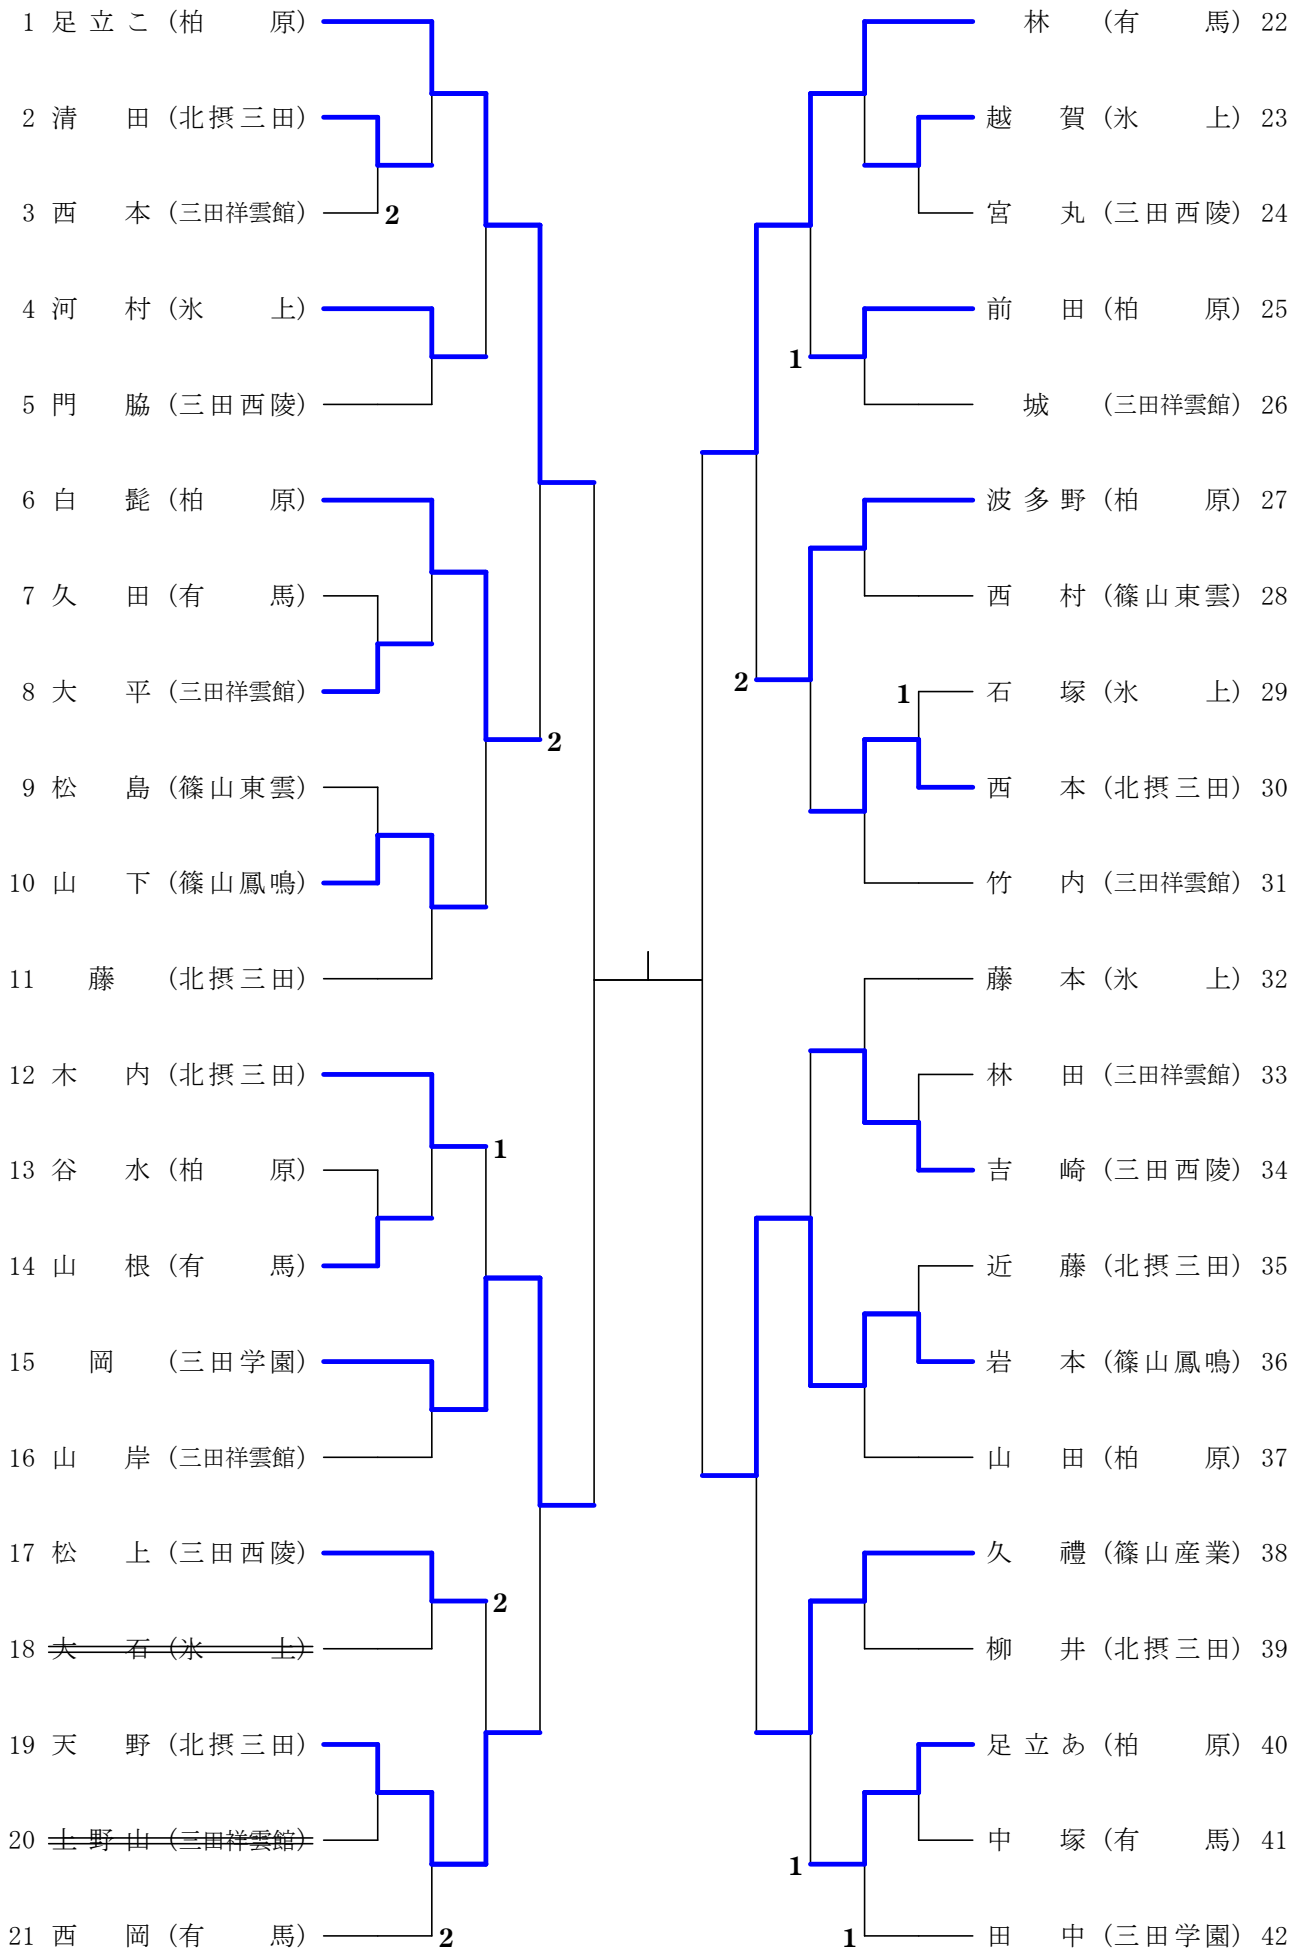 1 足立こ (柏原)
2 清田 (北摂三田)
3 西本 (三田祥雲館) 2
4 河村 (氷上)
5 門脇 (三田西陵)
6 白髭 (柏原)
7 久田 (有馬)
8 大平 (三田祥雲館)
2
9 松島 (篠山東雲)
10 山下 (篠山鳳鳴)
11 藤 (北摂三田)
12 木内 (北摂三田)
1
13 谷水 (柏原)
14 山根 (有馬)
15 岡 (三田学園)
16 山岸 (三田祥雲館)
17 松上 (三田西陵)
2
18 大石 (氷上)
19 天野 (北摂三田)
20 上野山 (三田祥雲館)
21 西岡 (有馬) 2
林 (有馬) 22
越賀 (氷上) 23
宮丸 (三田西陵) 24
前田 (柏原) 25
1
城 (三田祥雲館) 26
波多野 (柏原) 27
西村 (篠山東雲) 28
2
1 石塚 (氷上) 29
西本 (北摂三田) 30
竹内 (三田祥雲館) 31
藤本 (氷上) 32
林田 (三田祥雲館) 33
吉崎 (三田西陵) 34
近藤 (北摂三田) 35
岩本 (篠山鳳鳴) 36
山田 (柏原) 37
久禮 (篠山産業) 38
柳井 (北摂三田) 39
足立あ (柏原) 40
中塚 (有馬) 41
1
1 田中 (三田学園) 42